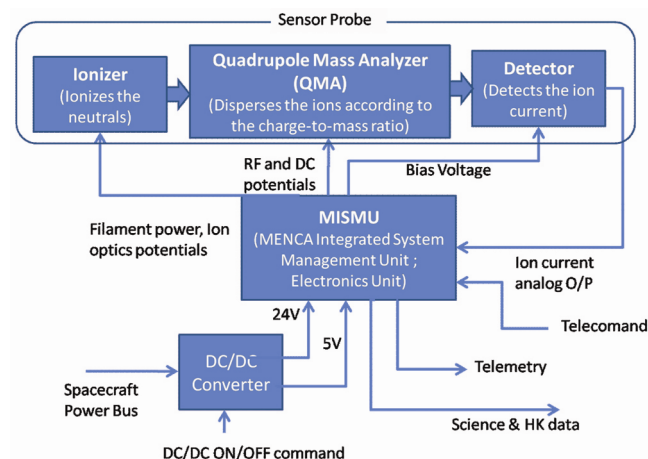 Sensor Probe
Ionizer
(Ionizes the
neutrals)
Quadrupole Mass Analyzer
(QMA)
(Disperses the ions according to
the charge-to-mass ratio)
Detector
(Detects the ion
current)
RF and DC
potentials
Bias Voltage
Filament power, Ion
optics potentials
MISMU
(MENCA Integrated System
Management Unit ;
Electronics Unit)
Ion current
analog O/P
Telecomand
24V
5V
DC/DC
Converter
Spacecraft
Power Bus
Telemetry
Science & HK data
DC/DC ON/OFF command